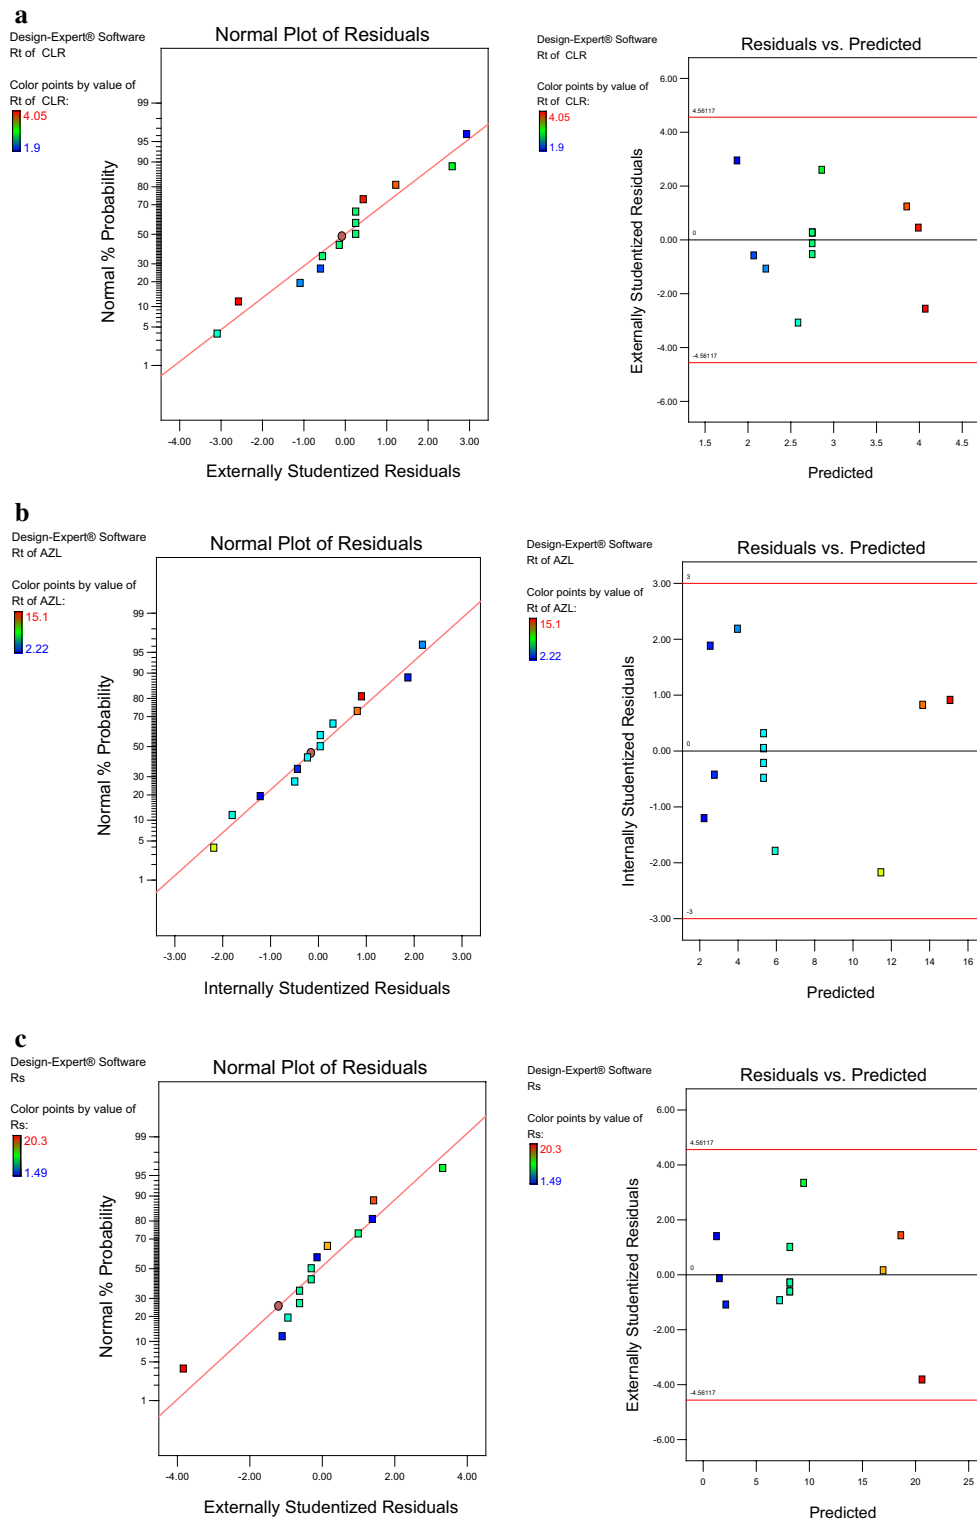 a
Design-Expert® Software
Rt of CLR
Color points by value of
Rt of CLR:
4.05
1.9
Normal Plot of Residuals
Normal % Probability
99
95
90
80
70
50
30
20
10
5
1
-4.00 -3.00 -2.00 -1.00 0.00 1.00 2.00 3.00
Externally Studentized Residuals
Design-Expert® Software
Rt of CLR
Color points by value of
Rt of CLR:
4.05
1.9
Residuals vs. Predicted
Externally Studentized Residuals
6.00
4.00
2.00
0.00
-2.00
-4.00
-6.00
4.56117
0
-4.56117
1.5 2 2.5 3 3.5 4 4.5
Predicted
b
Design-Expert® Software
Rt of AZL
Color points by value of
Rt of AZL:
15.1
2.22
Normal Plot of Residuals
Normal % Probability
99
95
90
80
70
50
30
20
10
5
1
-3.00 -2.00 -1.00 0.00 1.00 2.00 3.00
Internally Studentized Residuals
Design-Expert® Software
Rt of AZL
Color points by value of
Rt of AZL:
15.1
2.22
Residuals vs. Predicted
Internally Studentized Residuals
3.00
2.00
1.00
0.00
-1.00
-2.00
-3.00
3
0
-3
2 4 6 8 10 12 14 16
Predicted
c
Design-Expert® Software
Rs
Color points by value of
Rs:
20.3
1.49
Normal Plot of Residuals
Normal % Probability
99
95
90
80
70
50
30
20
10
5
1
-4.00 -2.00 0.00 2.00 4.00
Externally Studentized Residuals
Design-Expert® Software
Rs
Color points by value of
Rs:
20.3
1.49
Residuals vs. Predicted
Externally Studentized Residuals
6.00
4.00
2.00
0.00
-2.00
-4.00
-6.00
4.56117
0
-4.56117
0 5 10 15 20 25
Predicted